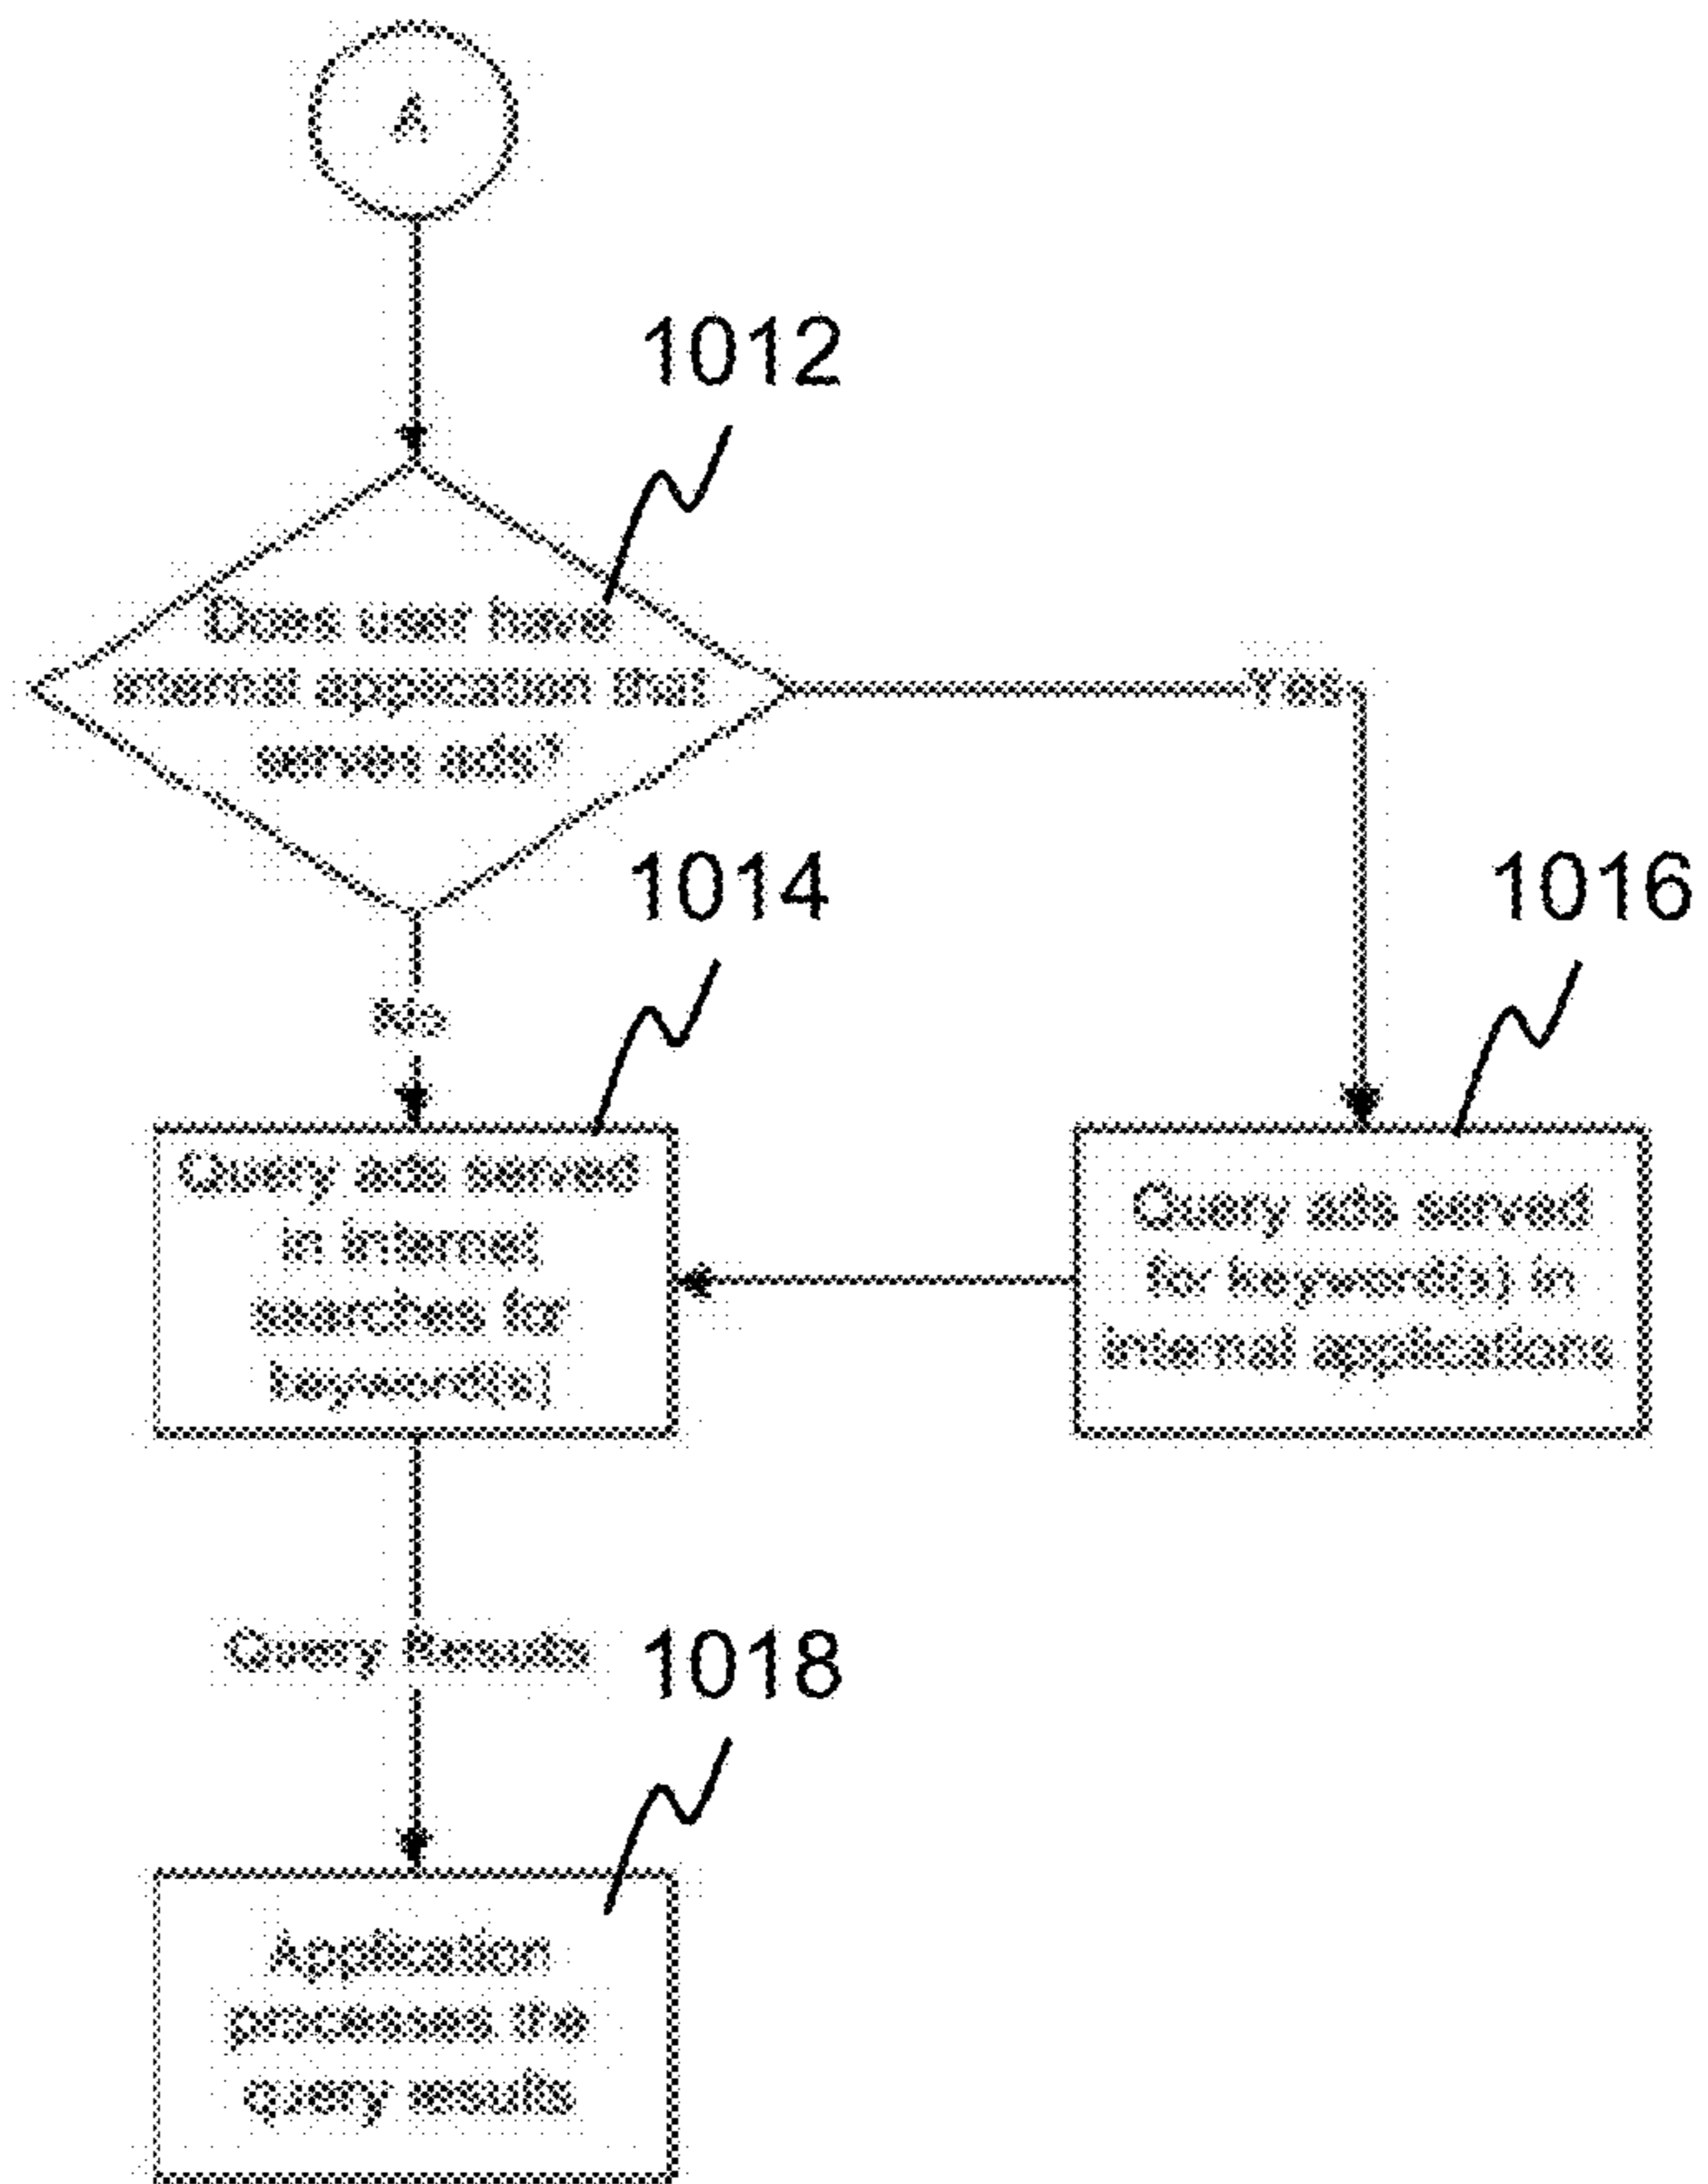 A
1012
Does user have
internal application that
serves ads?
Yes
1014
1016
No
Query ads served
in internet
searches for
keyword(s)
Query ads served
for keyword(s) in
internal applications
Query Results
1018
Application
processes the
query results